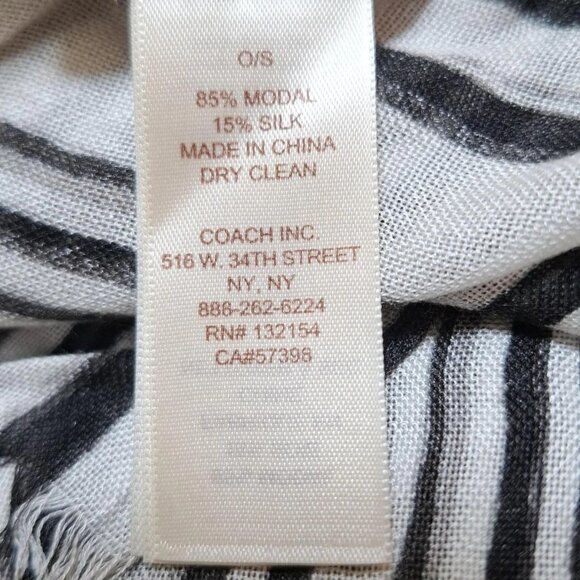 O/S
85% MODAL
15% SILK
MADE IN CHINA
DRY CLEAN
COACH INC
516 W. 34TH STREET
NY, NY
886-262-6224
RN# 132154
CA#57398